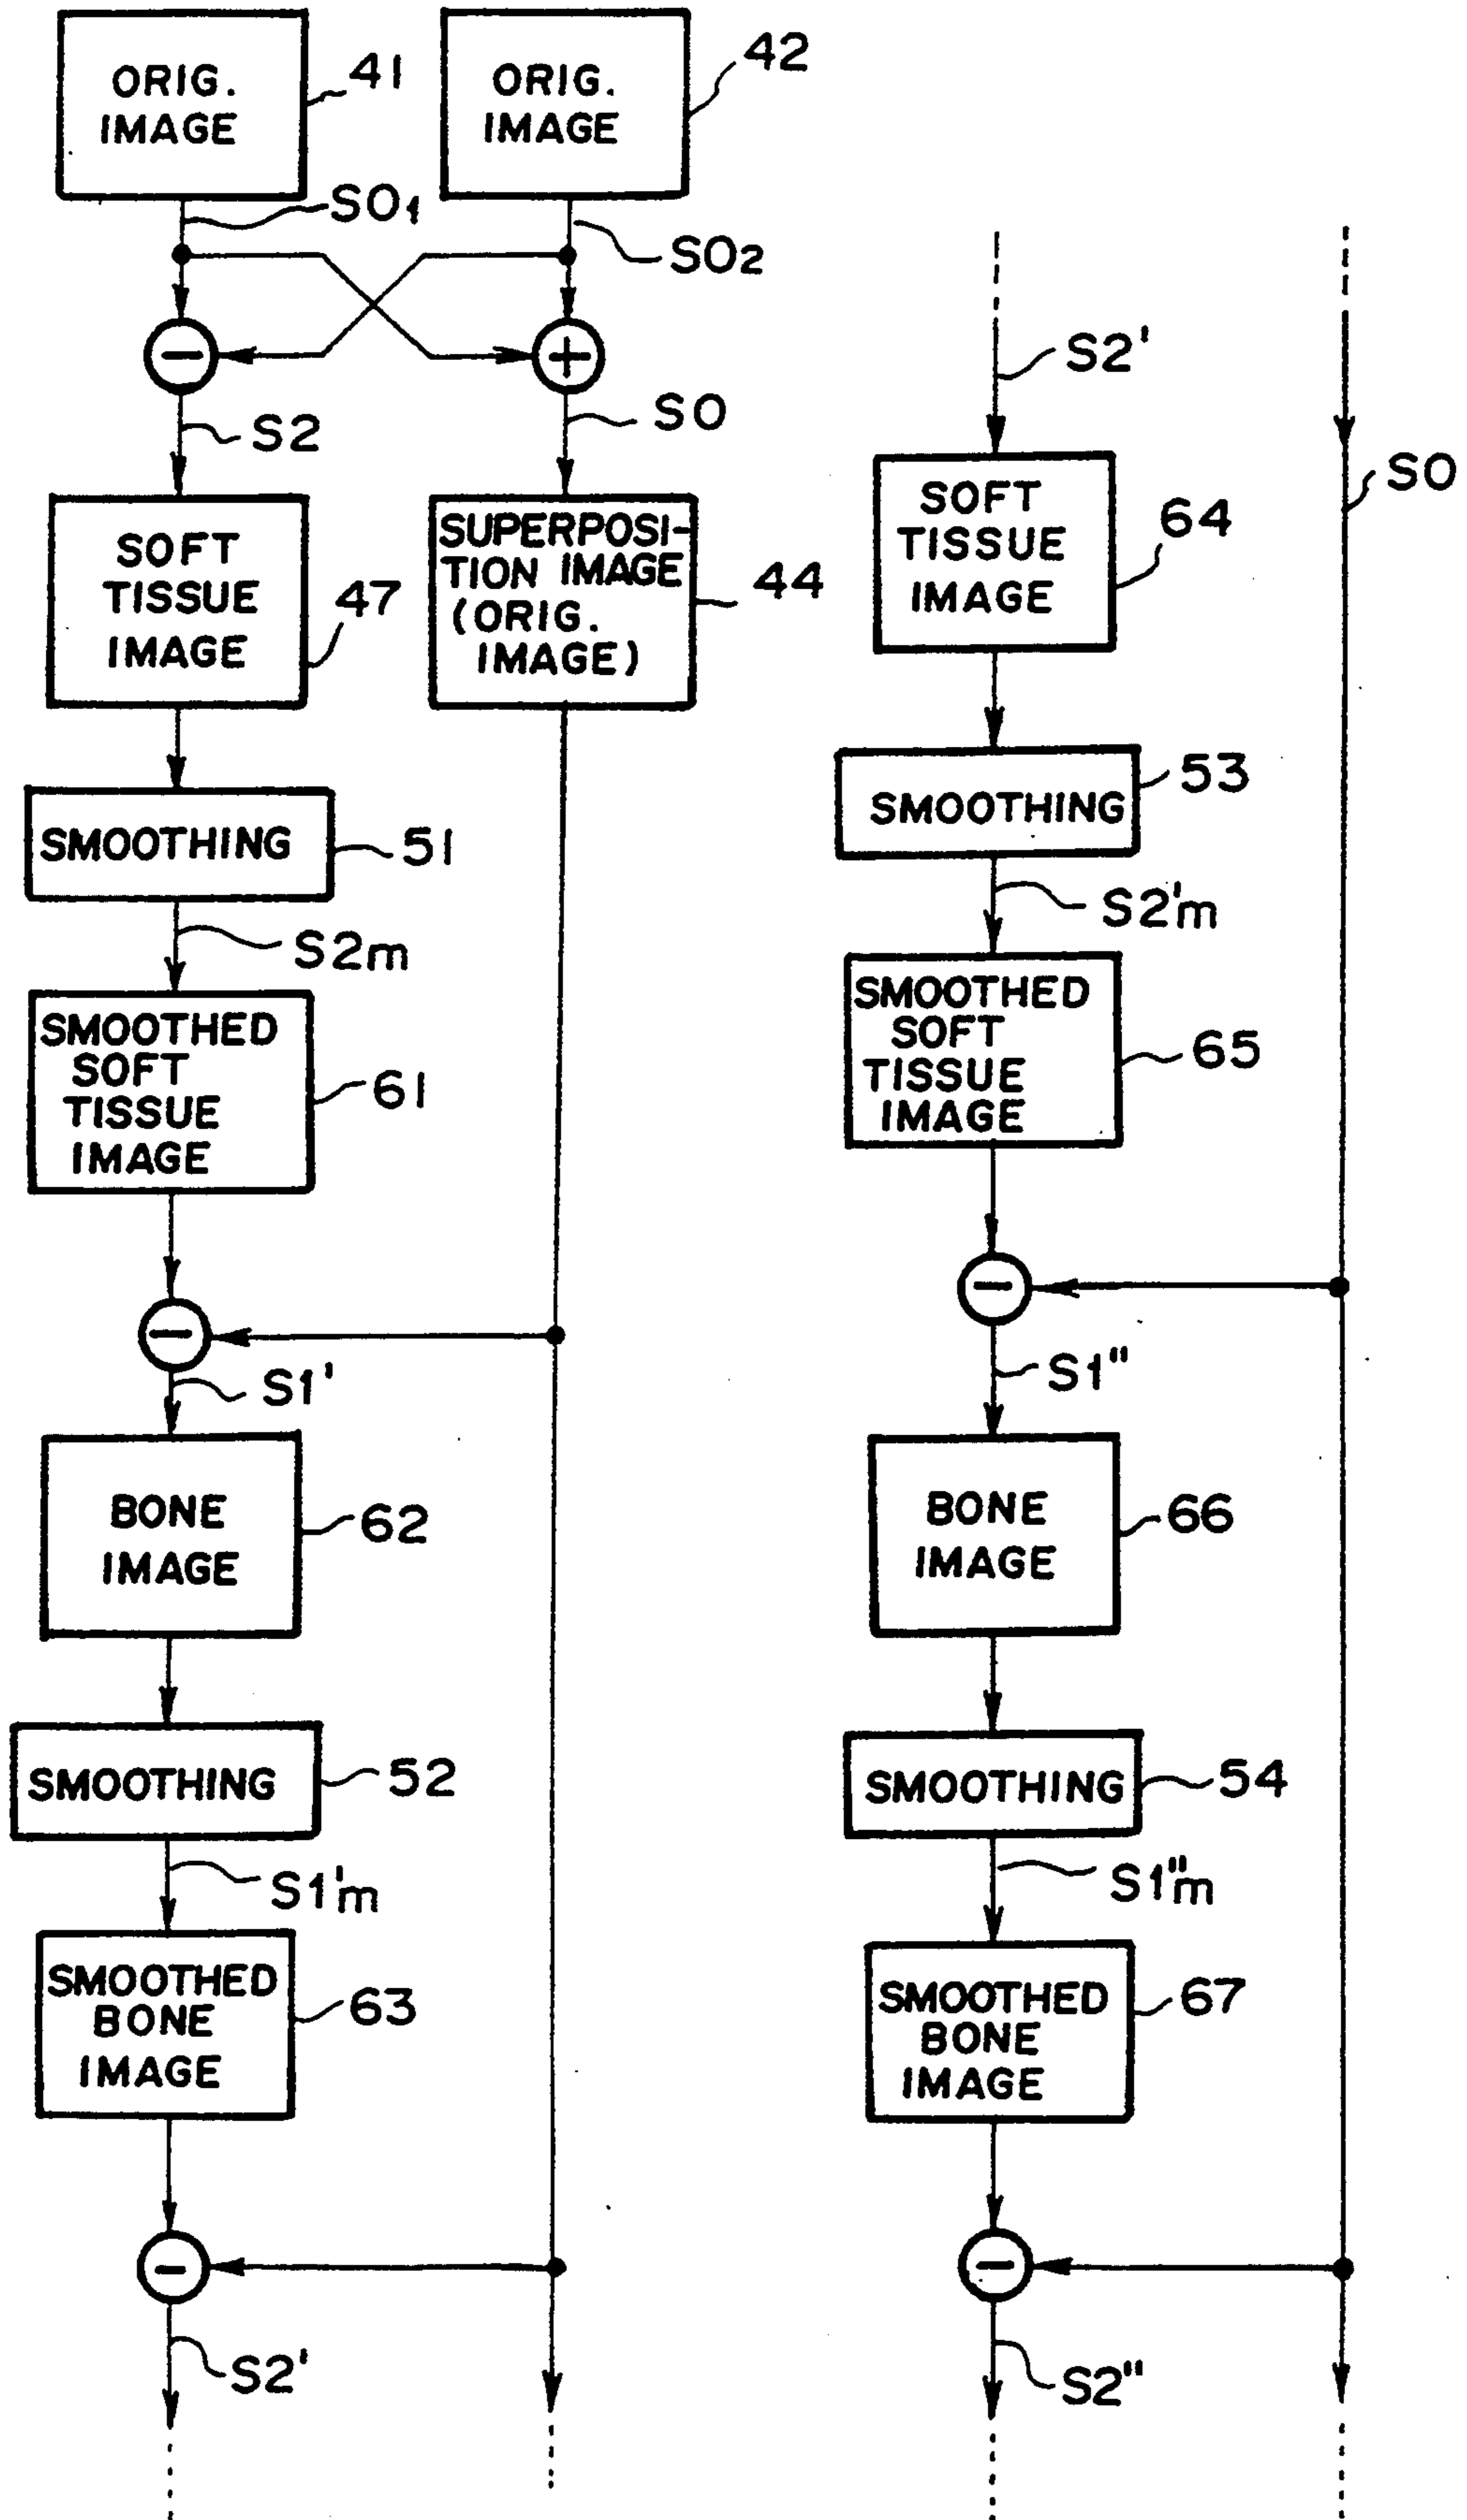 ORIG.
IMAGE
41
ORIG.
IMAGE
42
SO1
SO2
−
+
S2
SO
SOFT
TISSUE
IMAGE
47
SUPERPOSI-
TION IMAGE
(ORIG.
IMAGE)
44
SMOOTHING
51
S2m
SMOOTHED
SOFT
TISSUE
IMAGE
61
−
S1'
BONE
IMAGE
62
SMOOTHING
52
S1'm
SMOOTHED
BONE
IMAGE
63
−
S2'
S2'
SO
SOFT
TISSUE
IMAGE
64
SMOOTHING
53
S2'm
SMOOTHED
SOFT
TISSUE
IMAGE
65
−
S1"
BONE
IMAGE
66
SMOOTHING
54
S1"m
SMOOTHED
BONE
IMAGE
67
−
S2"